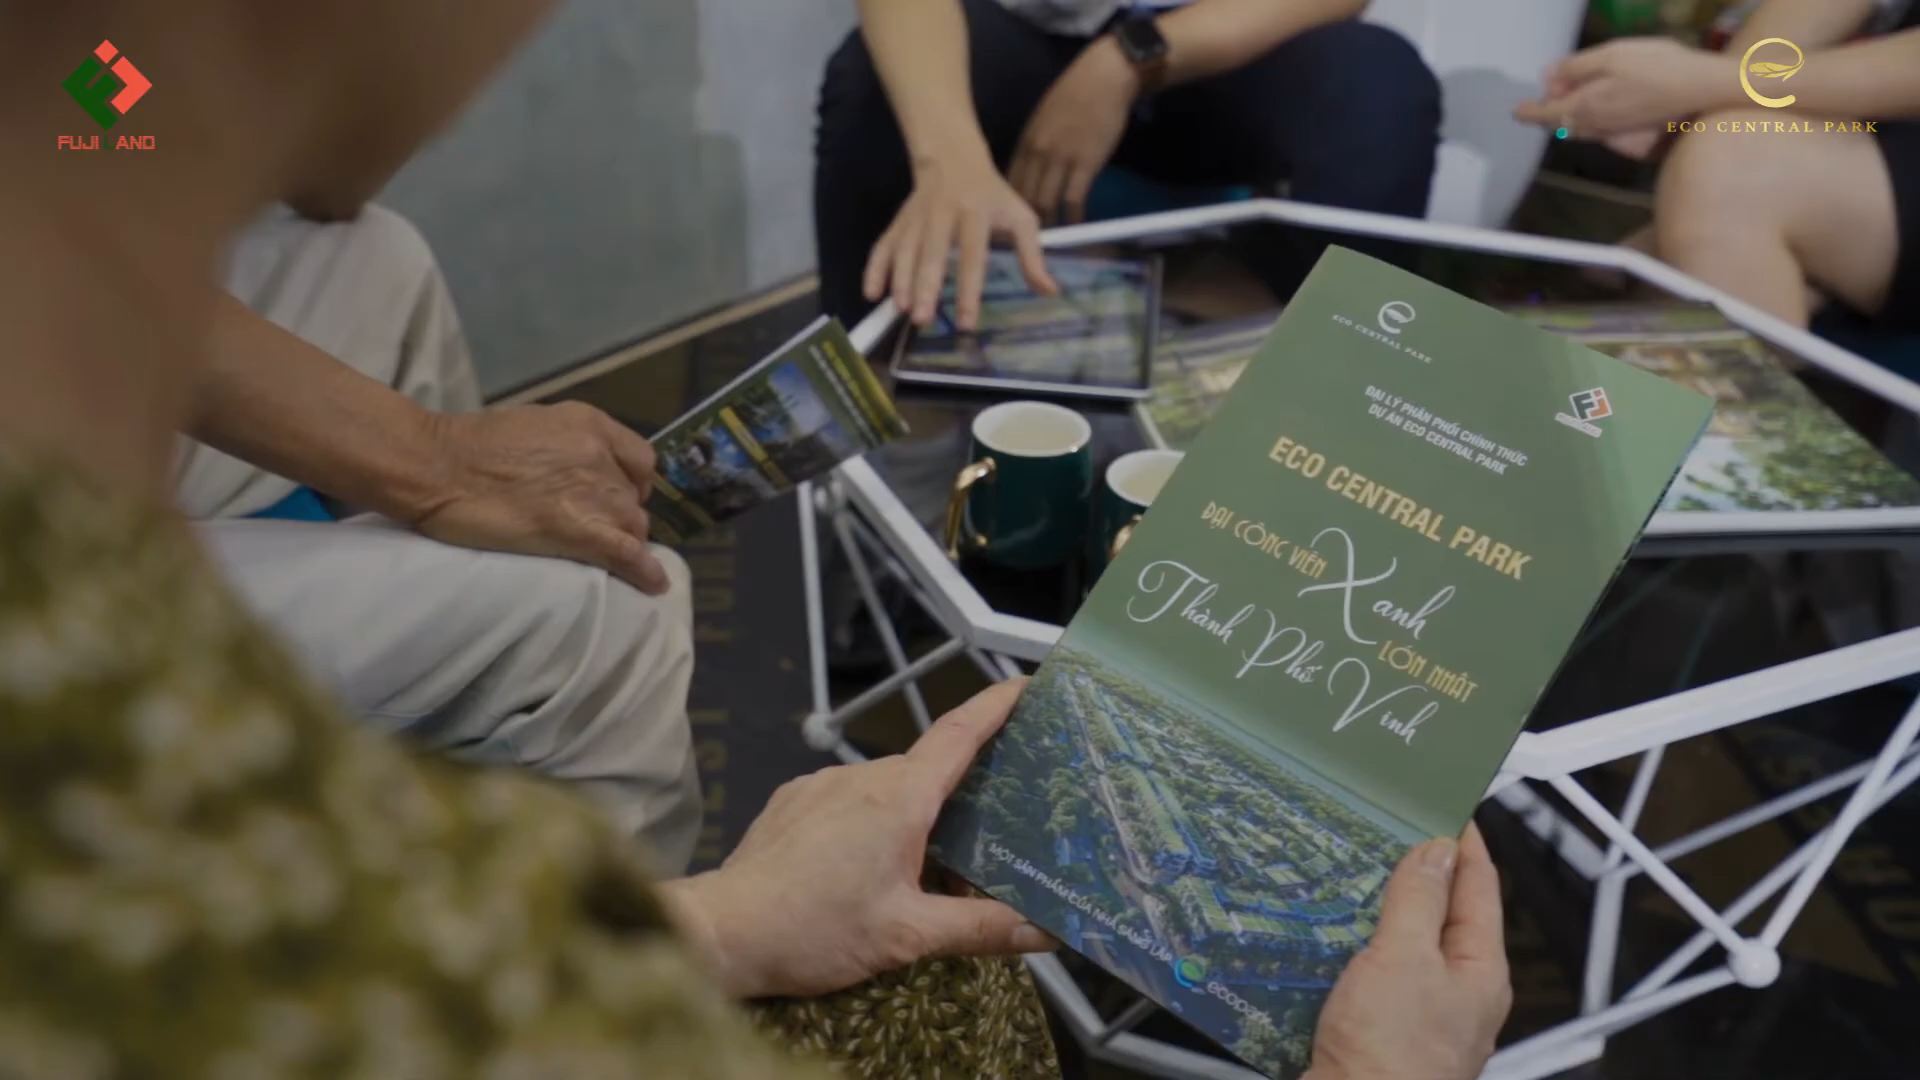 FUJILAND
ECO CENTRAL PARK
ECO CENTRAL PARK
ĐẠI LÝ PHÂN PHỐI CHÍNH THỨC
DỰ ÁN ECO CENTRAL PARK
ECO CENTRAL PARK
ĐẠI CÔNG VIÊN Xanh LỚN NHẤT
Thành Phố Vinh
MỘT SẢN PHẨM CỦA NHÀ SÁNG LẬP
ecopark